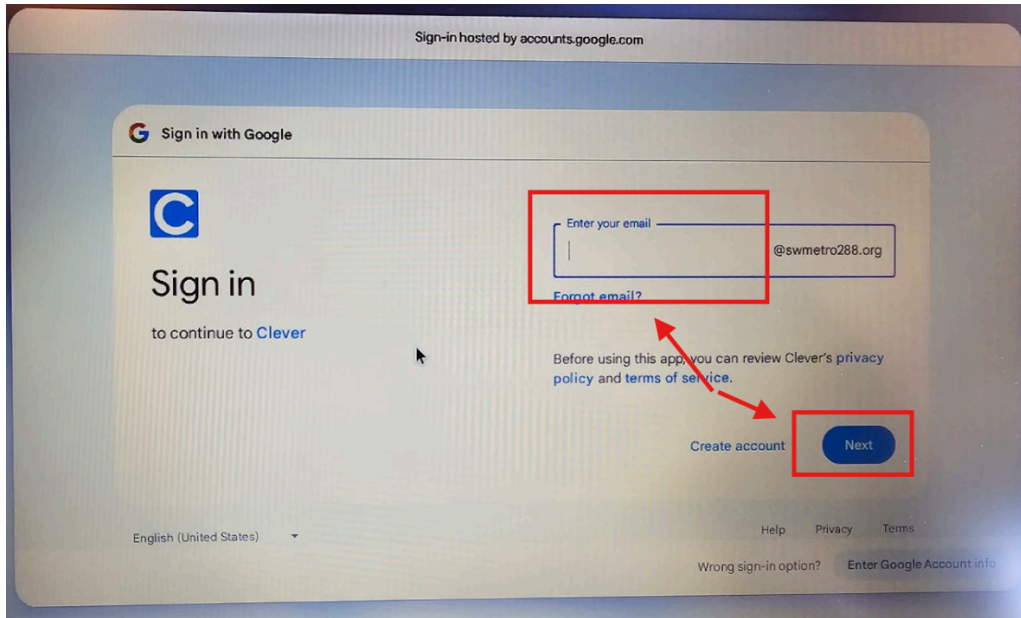 Sign-in hosted by accounts.google.com
Sign in with Google
C
Sign in
to continue to Clever
Enter your email
@swmetro288.org
Forgot email?
Before using this app, you can review Clever's privacy
policy and terms of service.
Create account
Next
English (United States)
Help Privacy Terms
Wrong sign-in option? Enter Google Account info